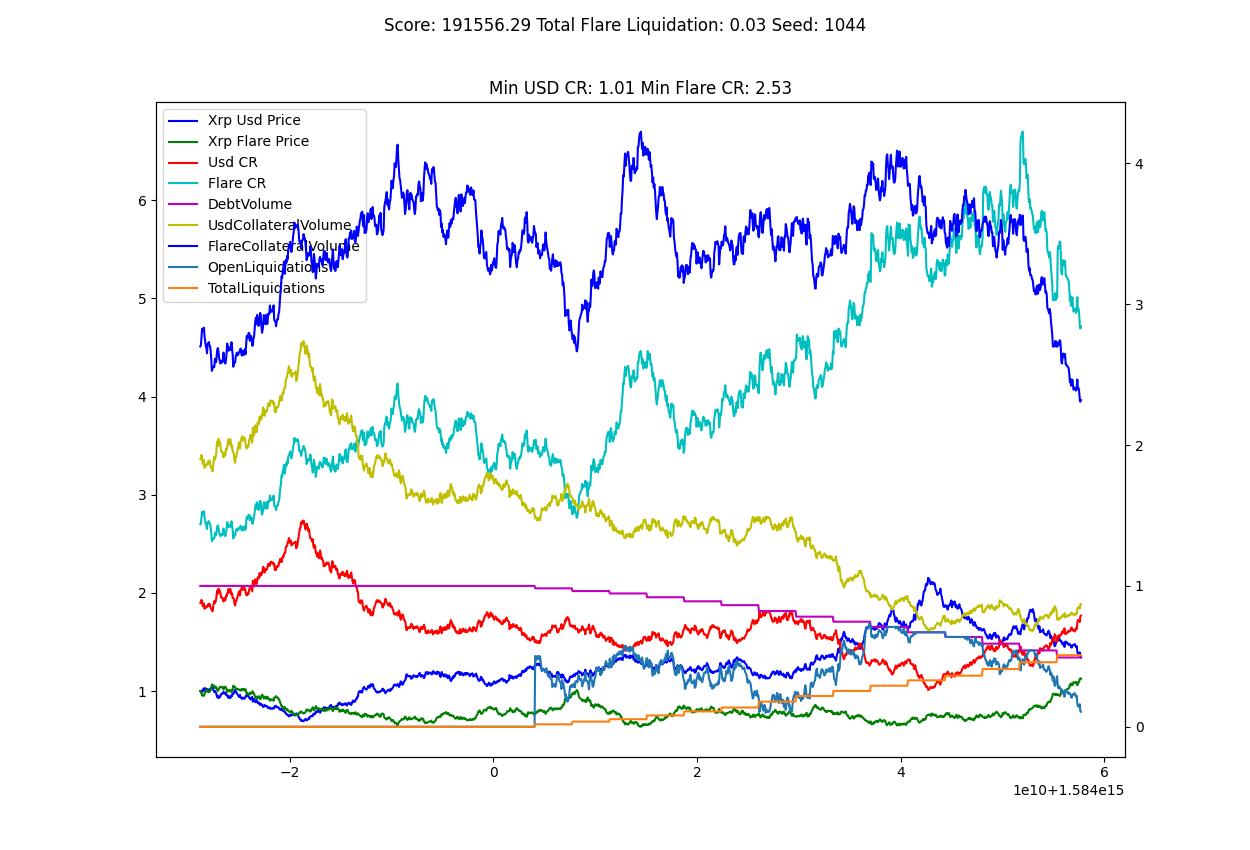 Score: 191556.29 Total Flare Liquidation: 0.03 Seed: 1044
Min USD CR: 1.01 Min Flare CR: 2.53
Xrp Usd Price
Xrp Flare Price
Usd CR
Flare CR
DebtVolume
UsdCollateralVolume
FlareCollateralVolume
OpenLiquidations
TotalLiquidations
6
5
4
3
2
1
4
3
2
1
0
−2
0
2
4
6
1e10+1.584e15